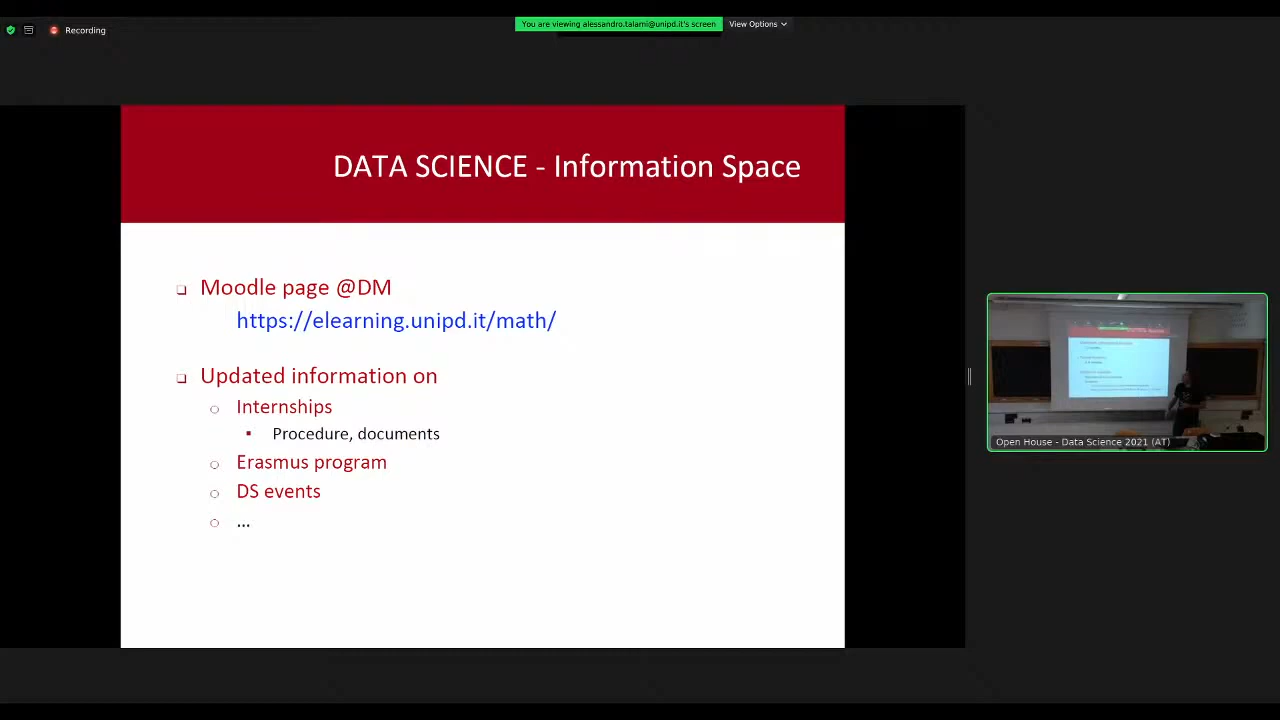 You are viewing alessandro.talami@unipd.it's screen
View Options
Recording
DATA SCIENCE - Information Space
Moodle page @DM
https://elearning.unipd.it/math/
Updated information on
Internships
Procedure, documents
Erasmus program
DS events
...
Open House - Data Science 2021 (AT)